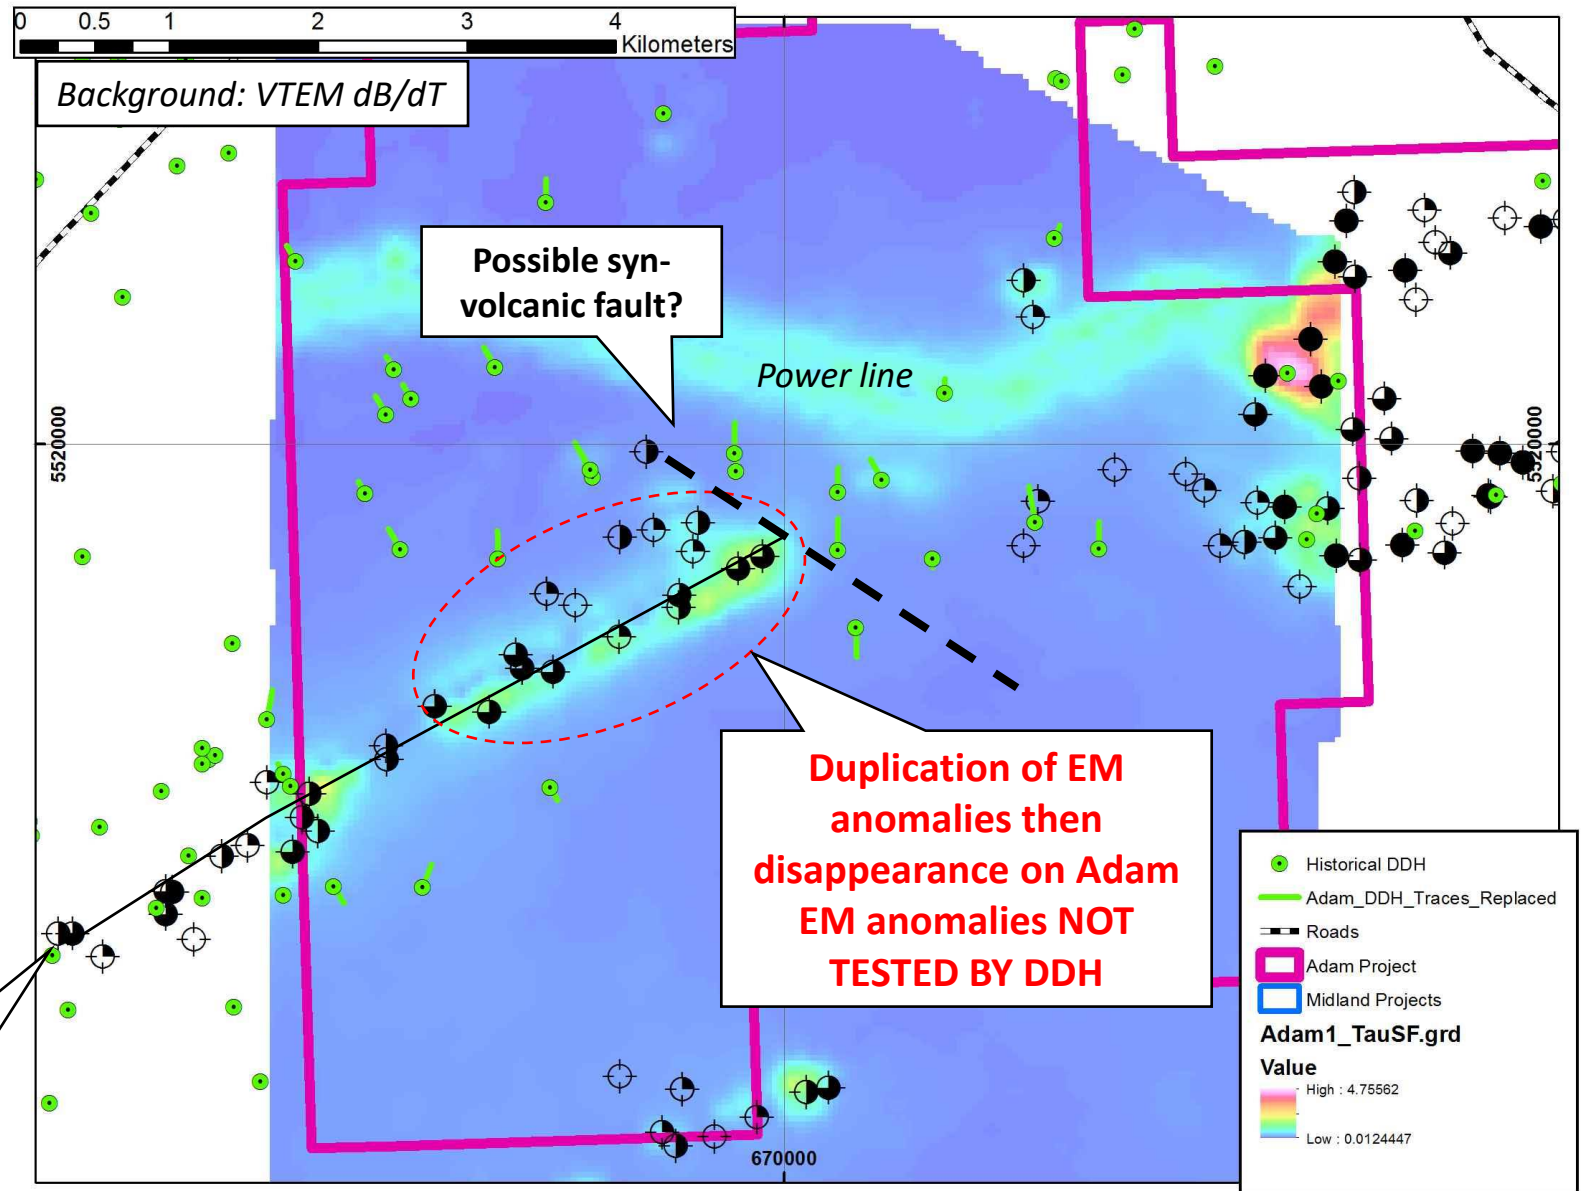 0 0.5 1 2 3 4
Kilometers
Background: VTEM dB/dT
Possible syn-
volcanic fault?
Power line
5520000
5520000
Duplication of EM
anomalies then
disappearance on Adam
EM anomalies NOT
TESTED BY DDH
670000
Historical DDH
Adam_DDH_Traces_Replaced
Roads
Adam Project
Midland Projects
Adam1_TauSF.grd
Value
High : 4.75562
Low : 0.0124447